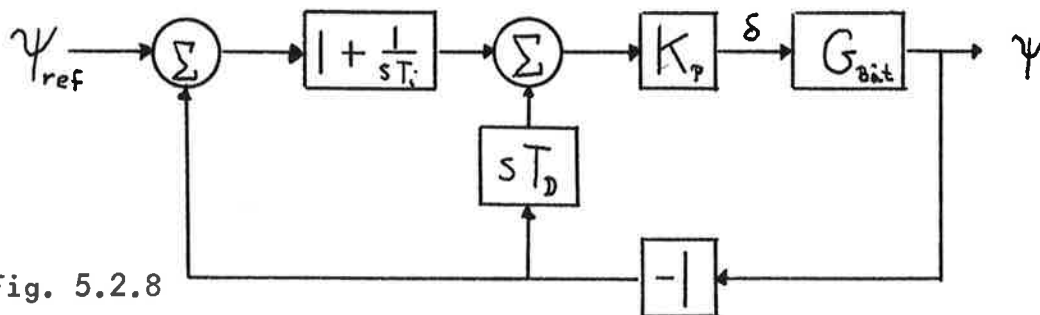 Ψref
Σ
1 + 1/sTi
Σ
Kp
δ
GBåt
Ψ
sTD
-1
Fig. 5.2.8